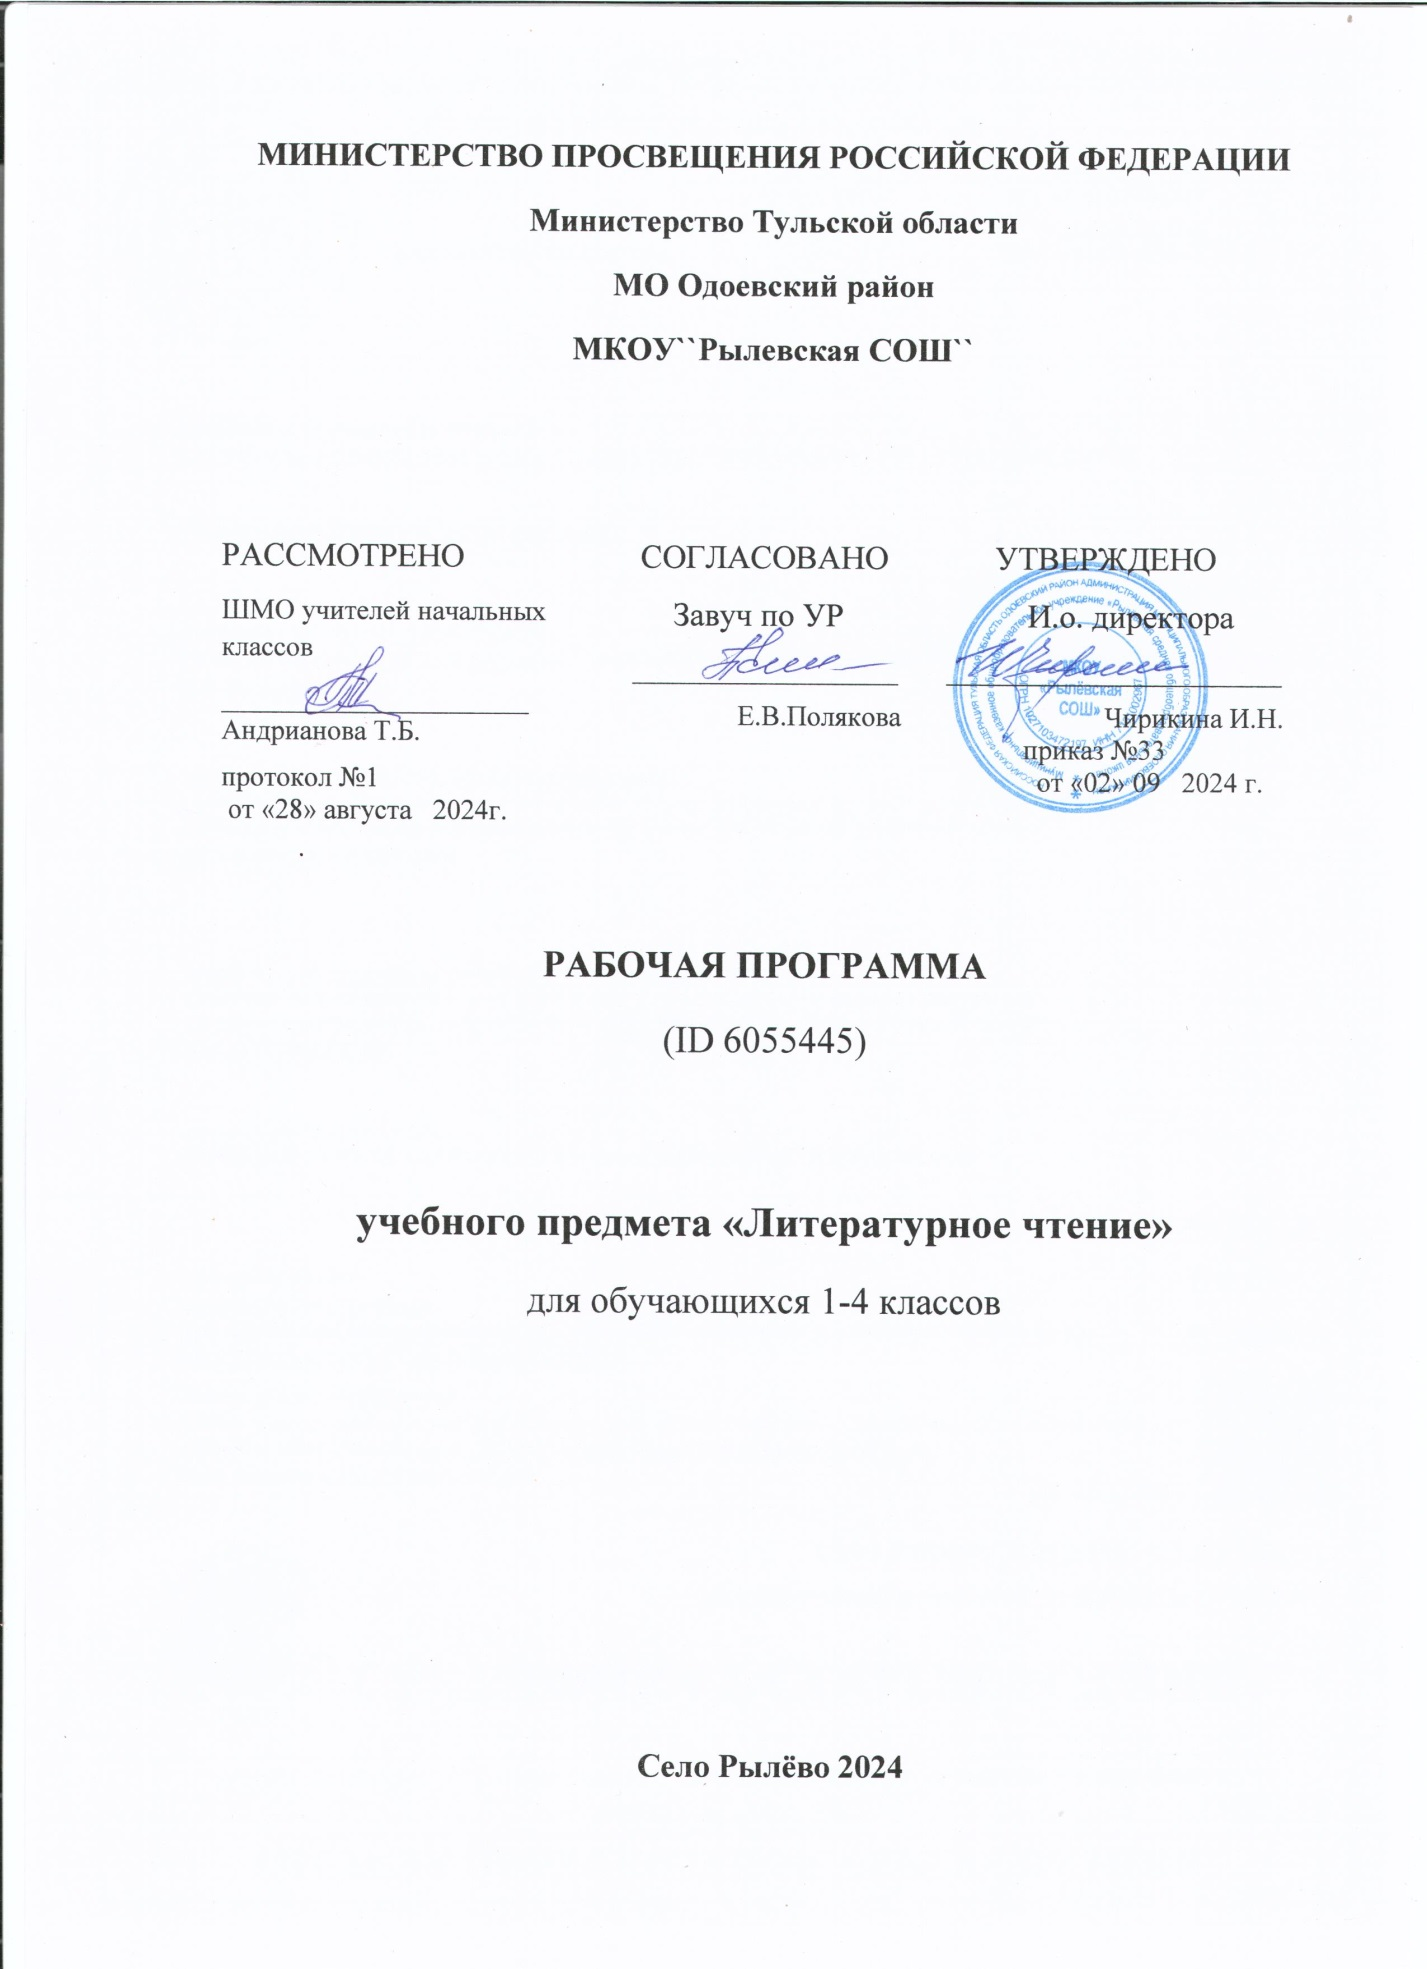 МИНИСТЕРСТВО ПРОСВЕЩЕНИЯ РОССИЙСКОЙ ФЕДЕРАЦИИ
Министерство Тульской области
МО Одоевский район
МКОУ``Рылевская СОШ``
РАССМОТРЕНО
ШМО учителей начальных
классов
Андрианова Т.Б.
протокол №1
от «28» августа 2024г.
СОГЛАСОВАНО
Завуч по УР
Е.В.Полякова
УТВЕРЖДЕНО
И.о. директора
Чирикина И.Н.
приказ №33
от «02» 09 2024 г.
«Рылёвская
СОШ»
РАБОЧАЯ ПРОГРАММА
(ID 6055445)
учебного предмета «Литературное чтение»
для обучающихся 1-4 классов
Село Рылёво 2024